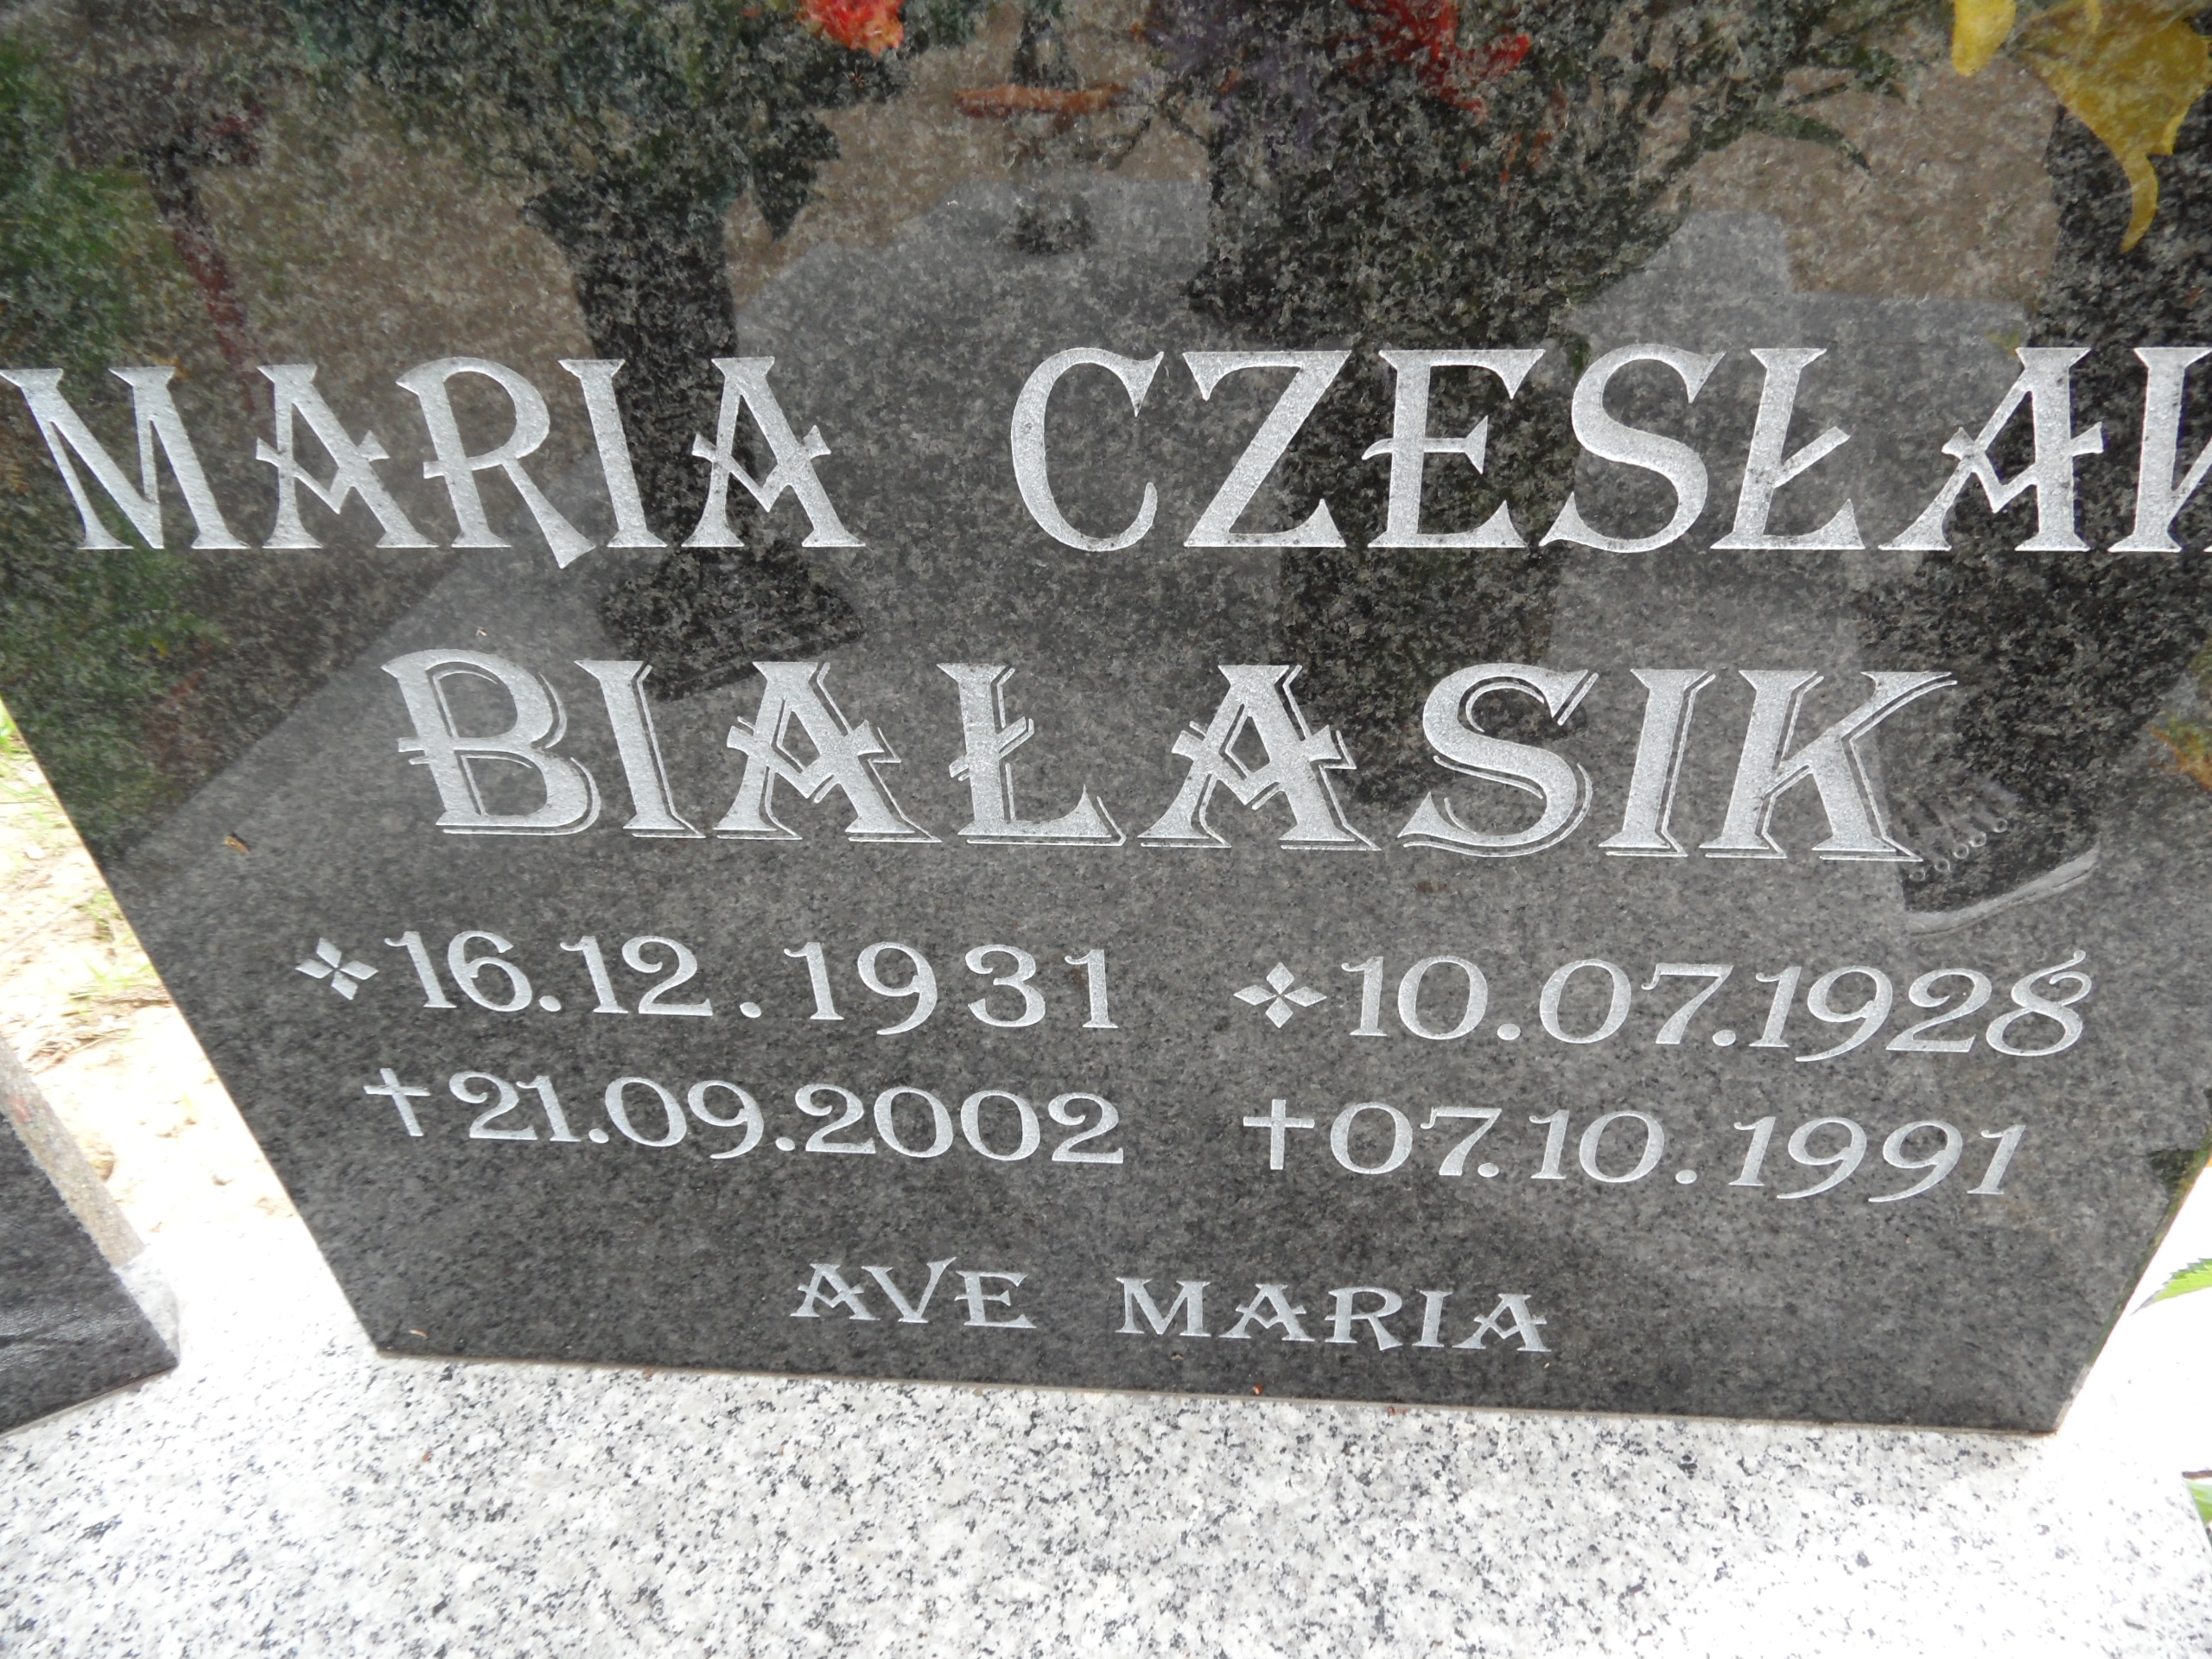 MARIA CZESŁAW
BIAŁASIK
16.12.1931 10.07.1928
†21.09.2002 †07.10.1991
AVE MARIA